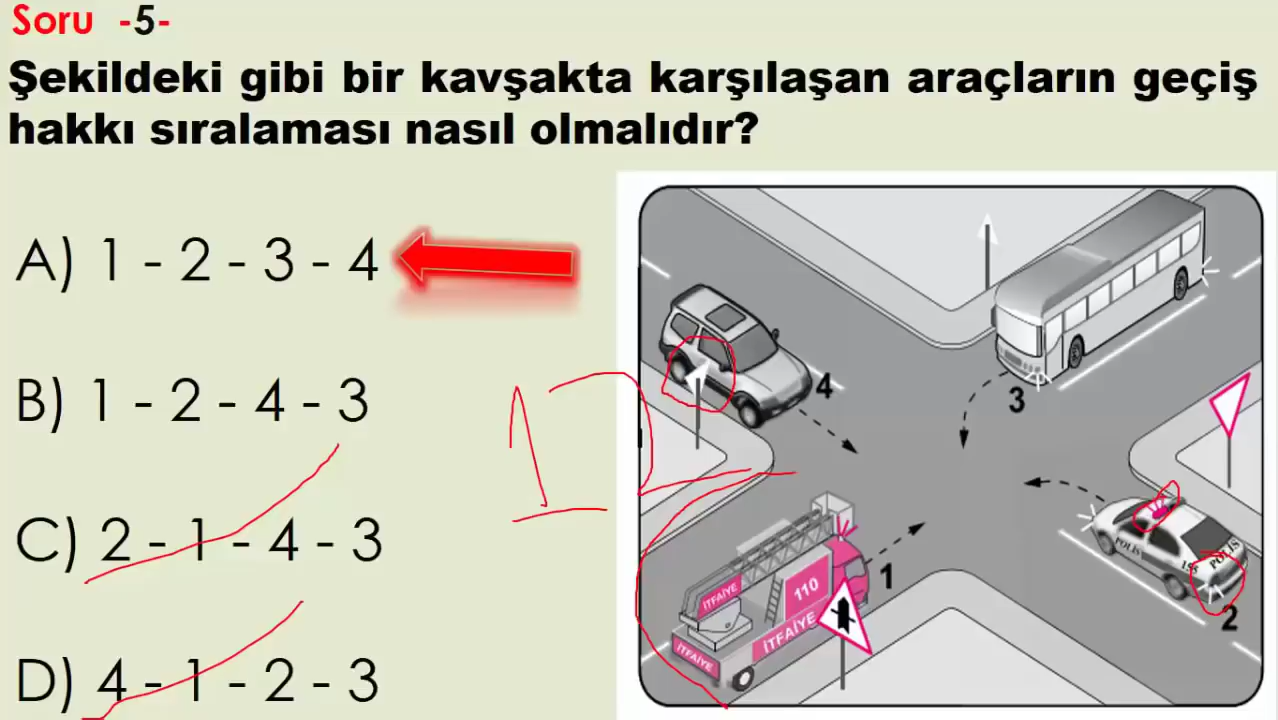 Soru -5-
Şekildeki gibi bir kavşakta karşılaşan araçların geçiş
hakkı sıralaması nasıl olmalıdır?
A) 1 - 2 - 3 - 4
B) 1 - 2 - 4 - 3
C) 2 - 1 - 4 - 3
D) 4 - 1 - 2 - 3
4
3
POLİS
155
POLİS
2
1
İTFAİYE
110
İTFAİYE
İTFAİYE